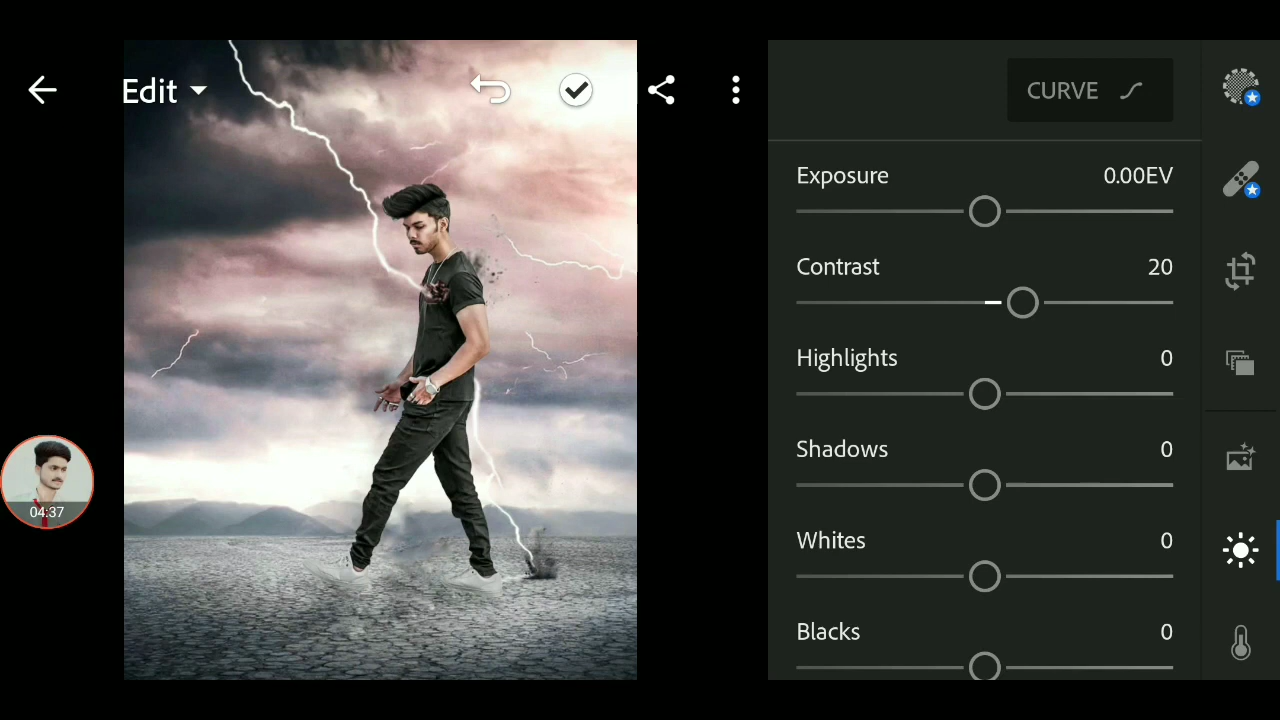 Edit
CURVE
Exposure 0.00EV
Contrast 20
Highlights 0
Shadows 0
Whites 0
Blacks 0
04:37